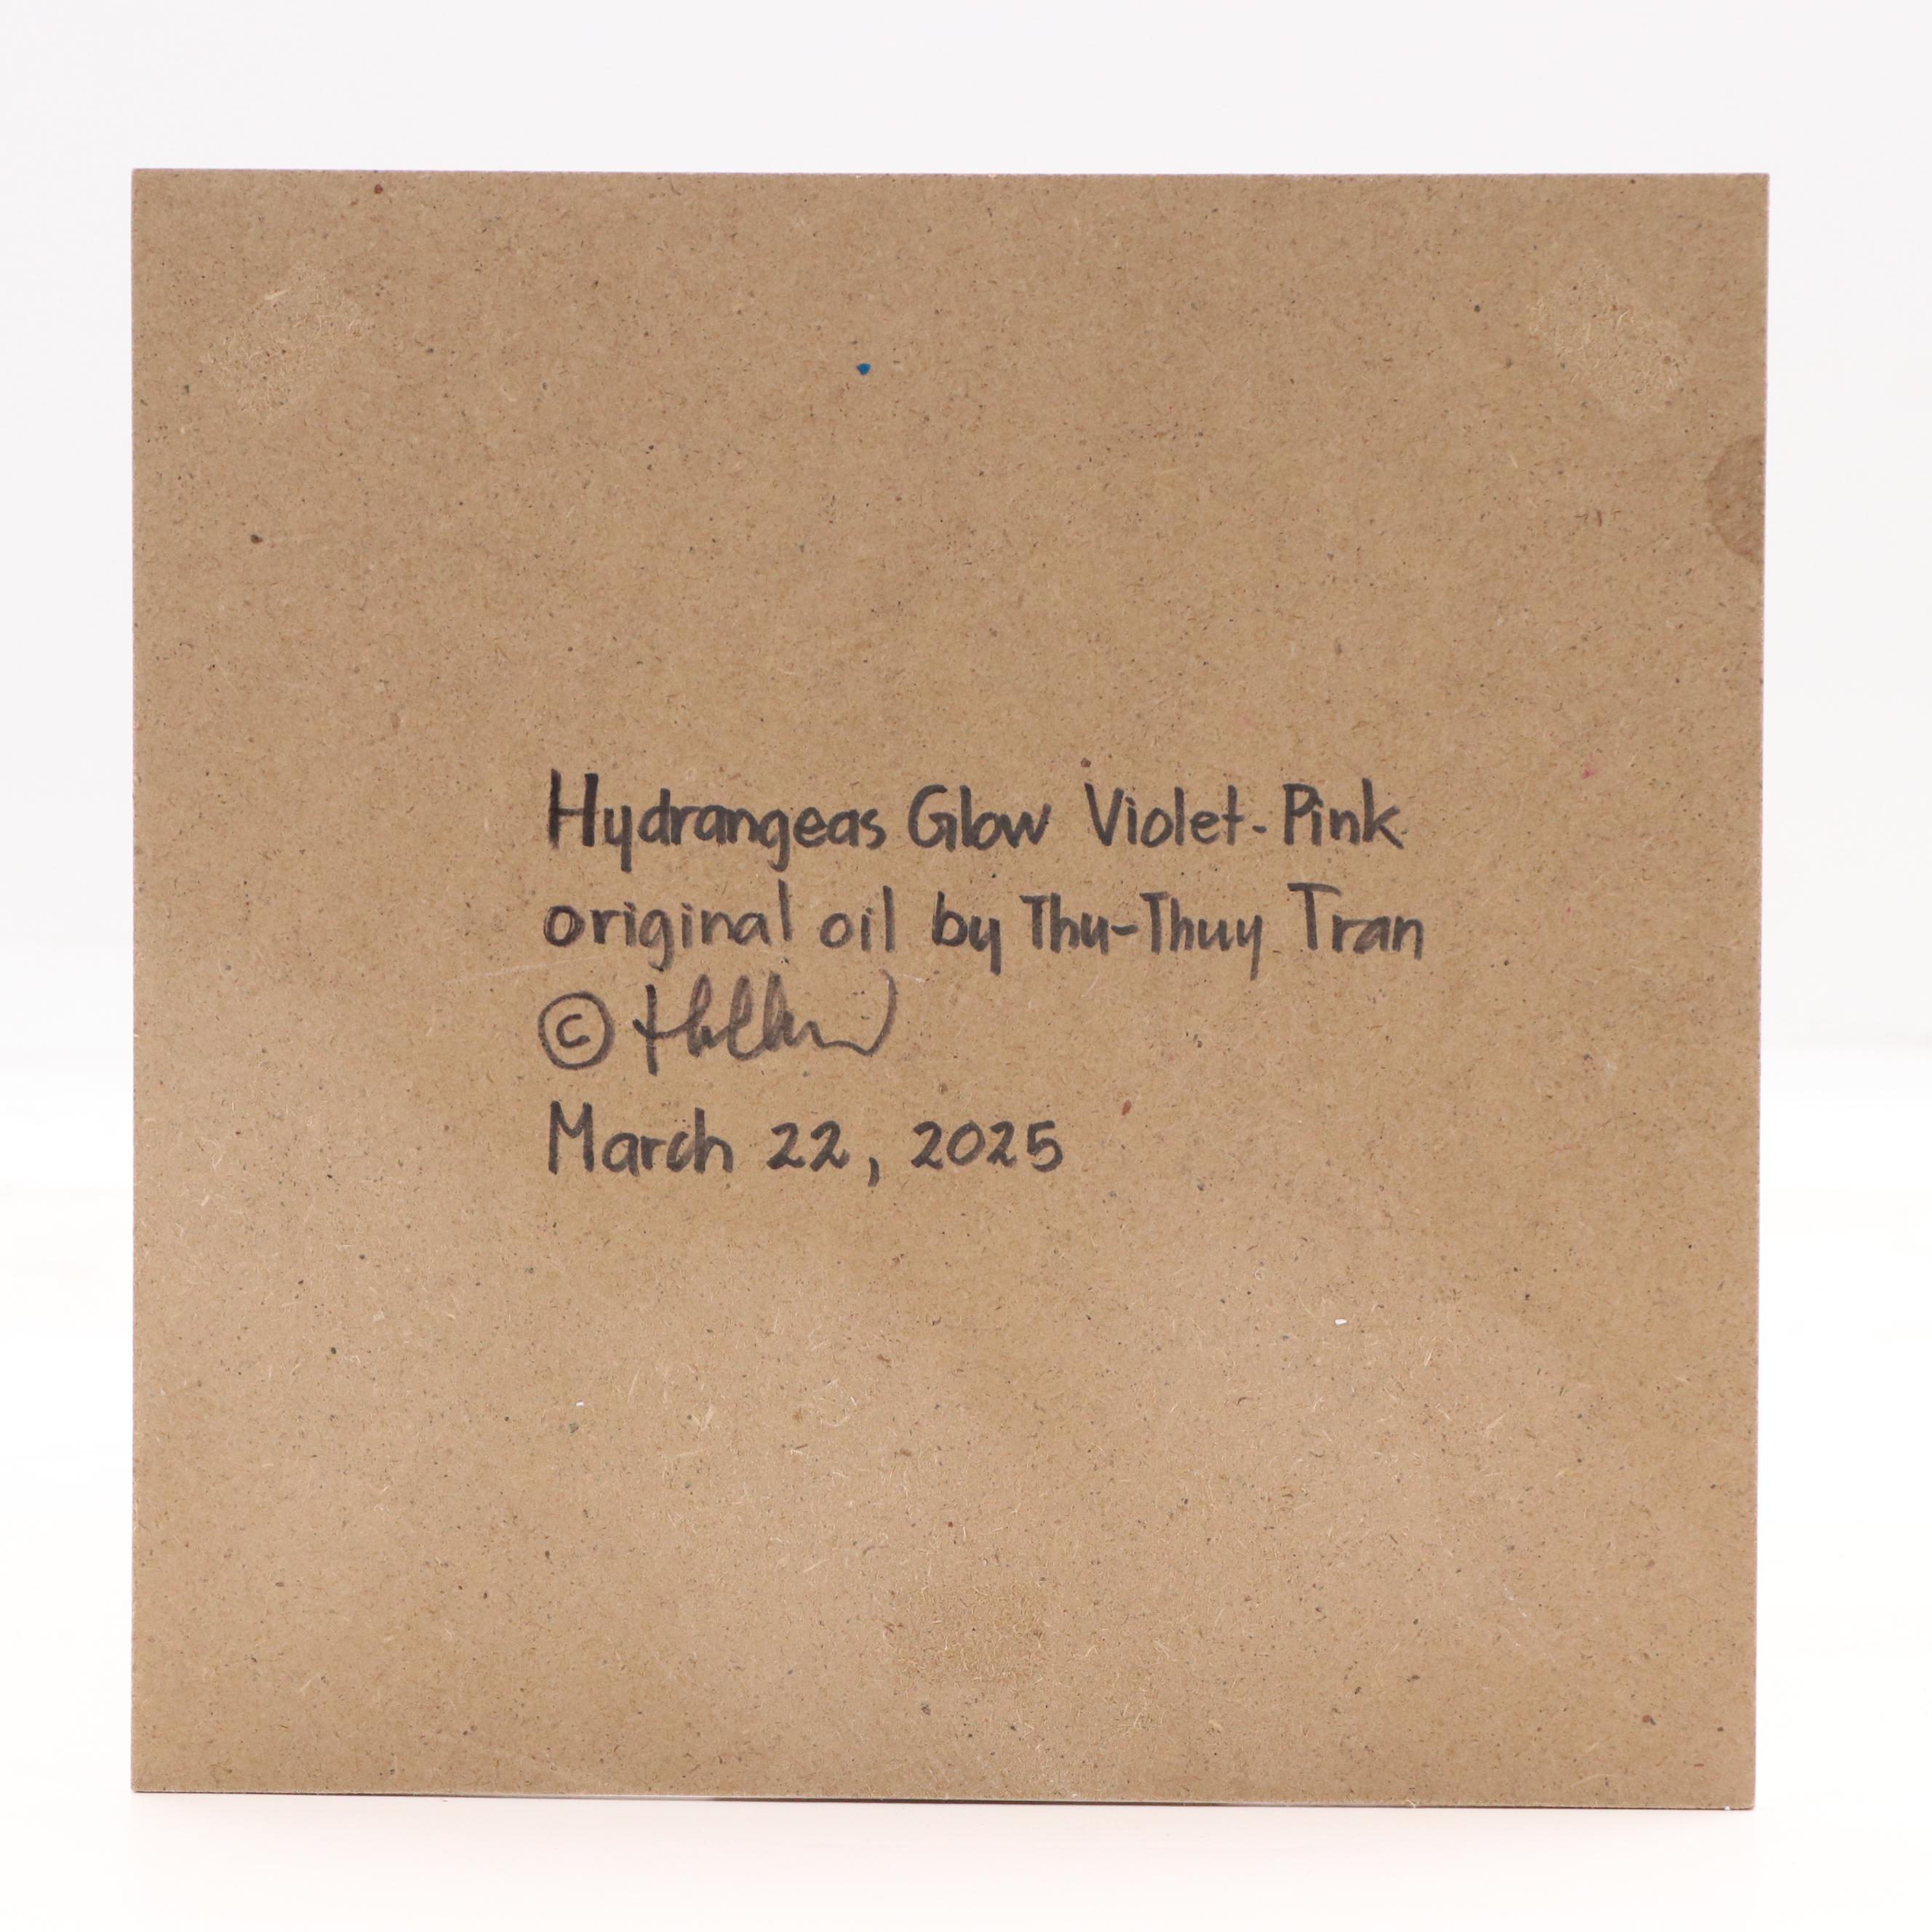 Hydrangeas Glow Violet-Pink
original oil by Thu-Thuy Tran
©
March 22, 2025